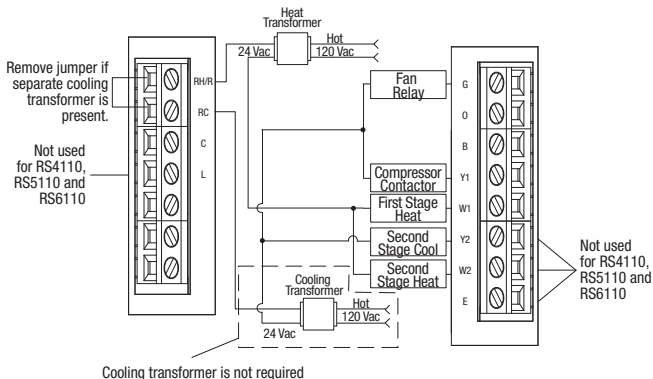 Heat
Transformer
Hot
24 Vac
120 Vac
Remove jumper if
separate cooling
transformer is
present.
RH/R
RC
C
L
Not used
for RS4110,
RS5110 and
RS6110
Fan
Relay
Compressor
Contactor
First Stage
Heat
Second
Stage Cool
Second
Stage Heat
G
O
B
Y1
W1
Y2
W2
E
Not used
for RS4110,
RS5110 and
RS6110
Cooling
Transformer
Hot
120 Vac
24 Vac
Cooling transformer is not required